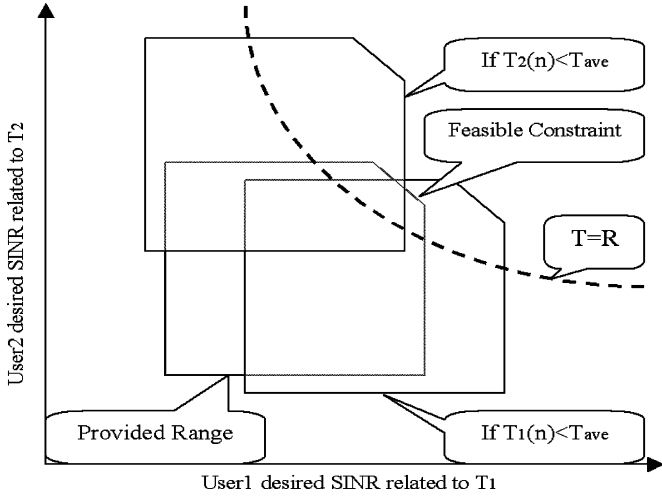 If T2(n)<Tave
Feasible Constraint
T=R
Provided Range
If T1(n)<Tave
User1 desired SINR related to T1
User2 desired SINR related to T2